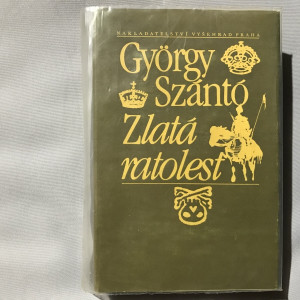 NAKLADATELSTVÍ VYŠEHRAD PRAHA
György
Szántó
Zlatá
ratolest